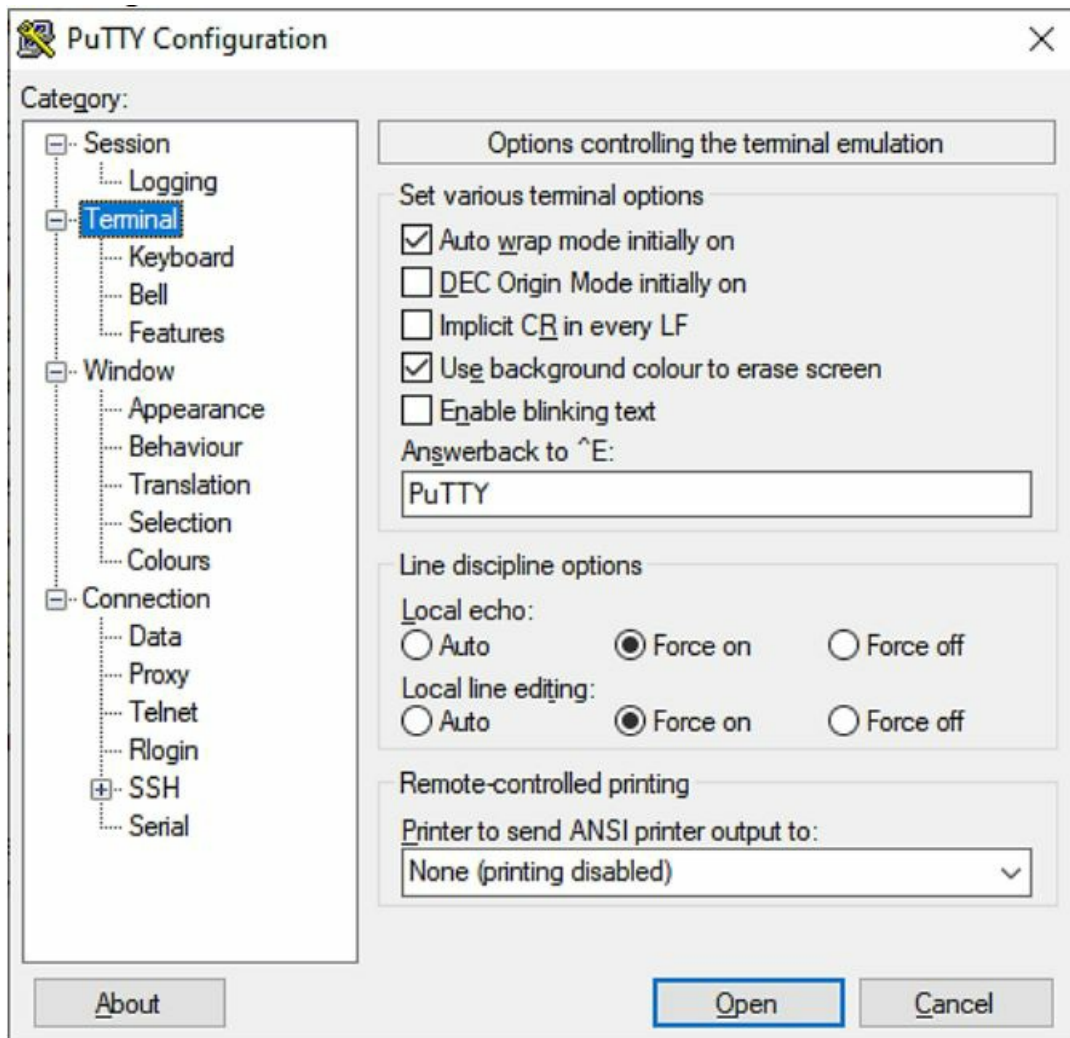 PuTTY Configuration
Category:
Session
Logging
Terminal
Keyboard
Bell
Features
Window
Appearance
Behaviour
Translation
Selection
Colours
Connection
Data
Proxy
Telnet
Rlogin
SSH
Serial
Options controlling the terminal emulation
Set various terminal options
Auto wrap mode initially on
DEC Origin Mode initially on
Implicit CR in every LF
Use background colour to erase screen
Enable blinking text
Answerback to ^E:
PuTTY
Line discipline options
Local echo:
Auto Force on Force off
Local line editing:
Auto Force on Force off
Remote-controlled printing
Printer to send ANSI printer output to:
None (printing disabled)
About Open Cancel